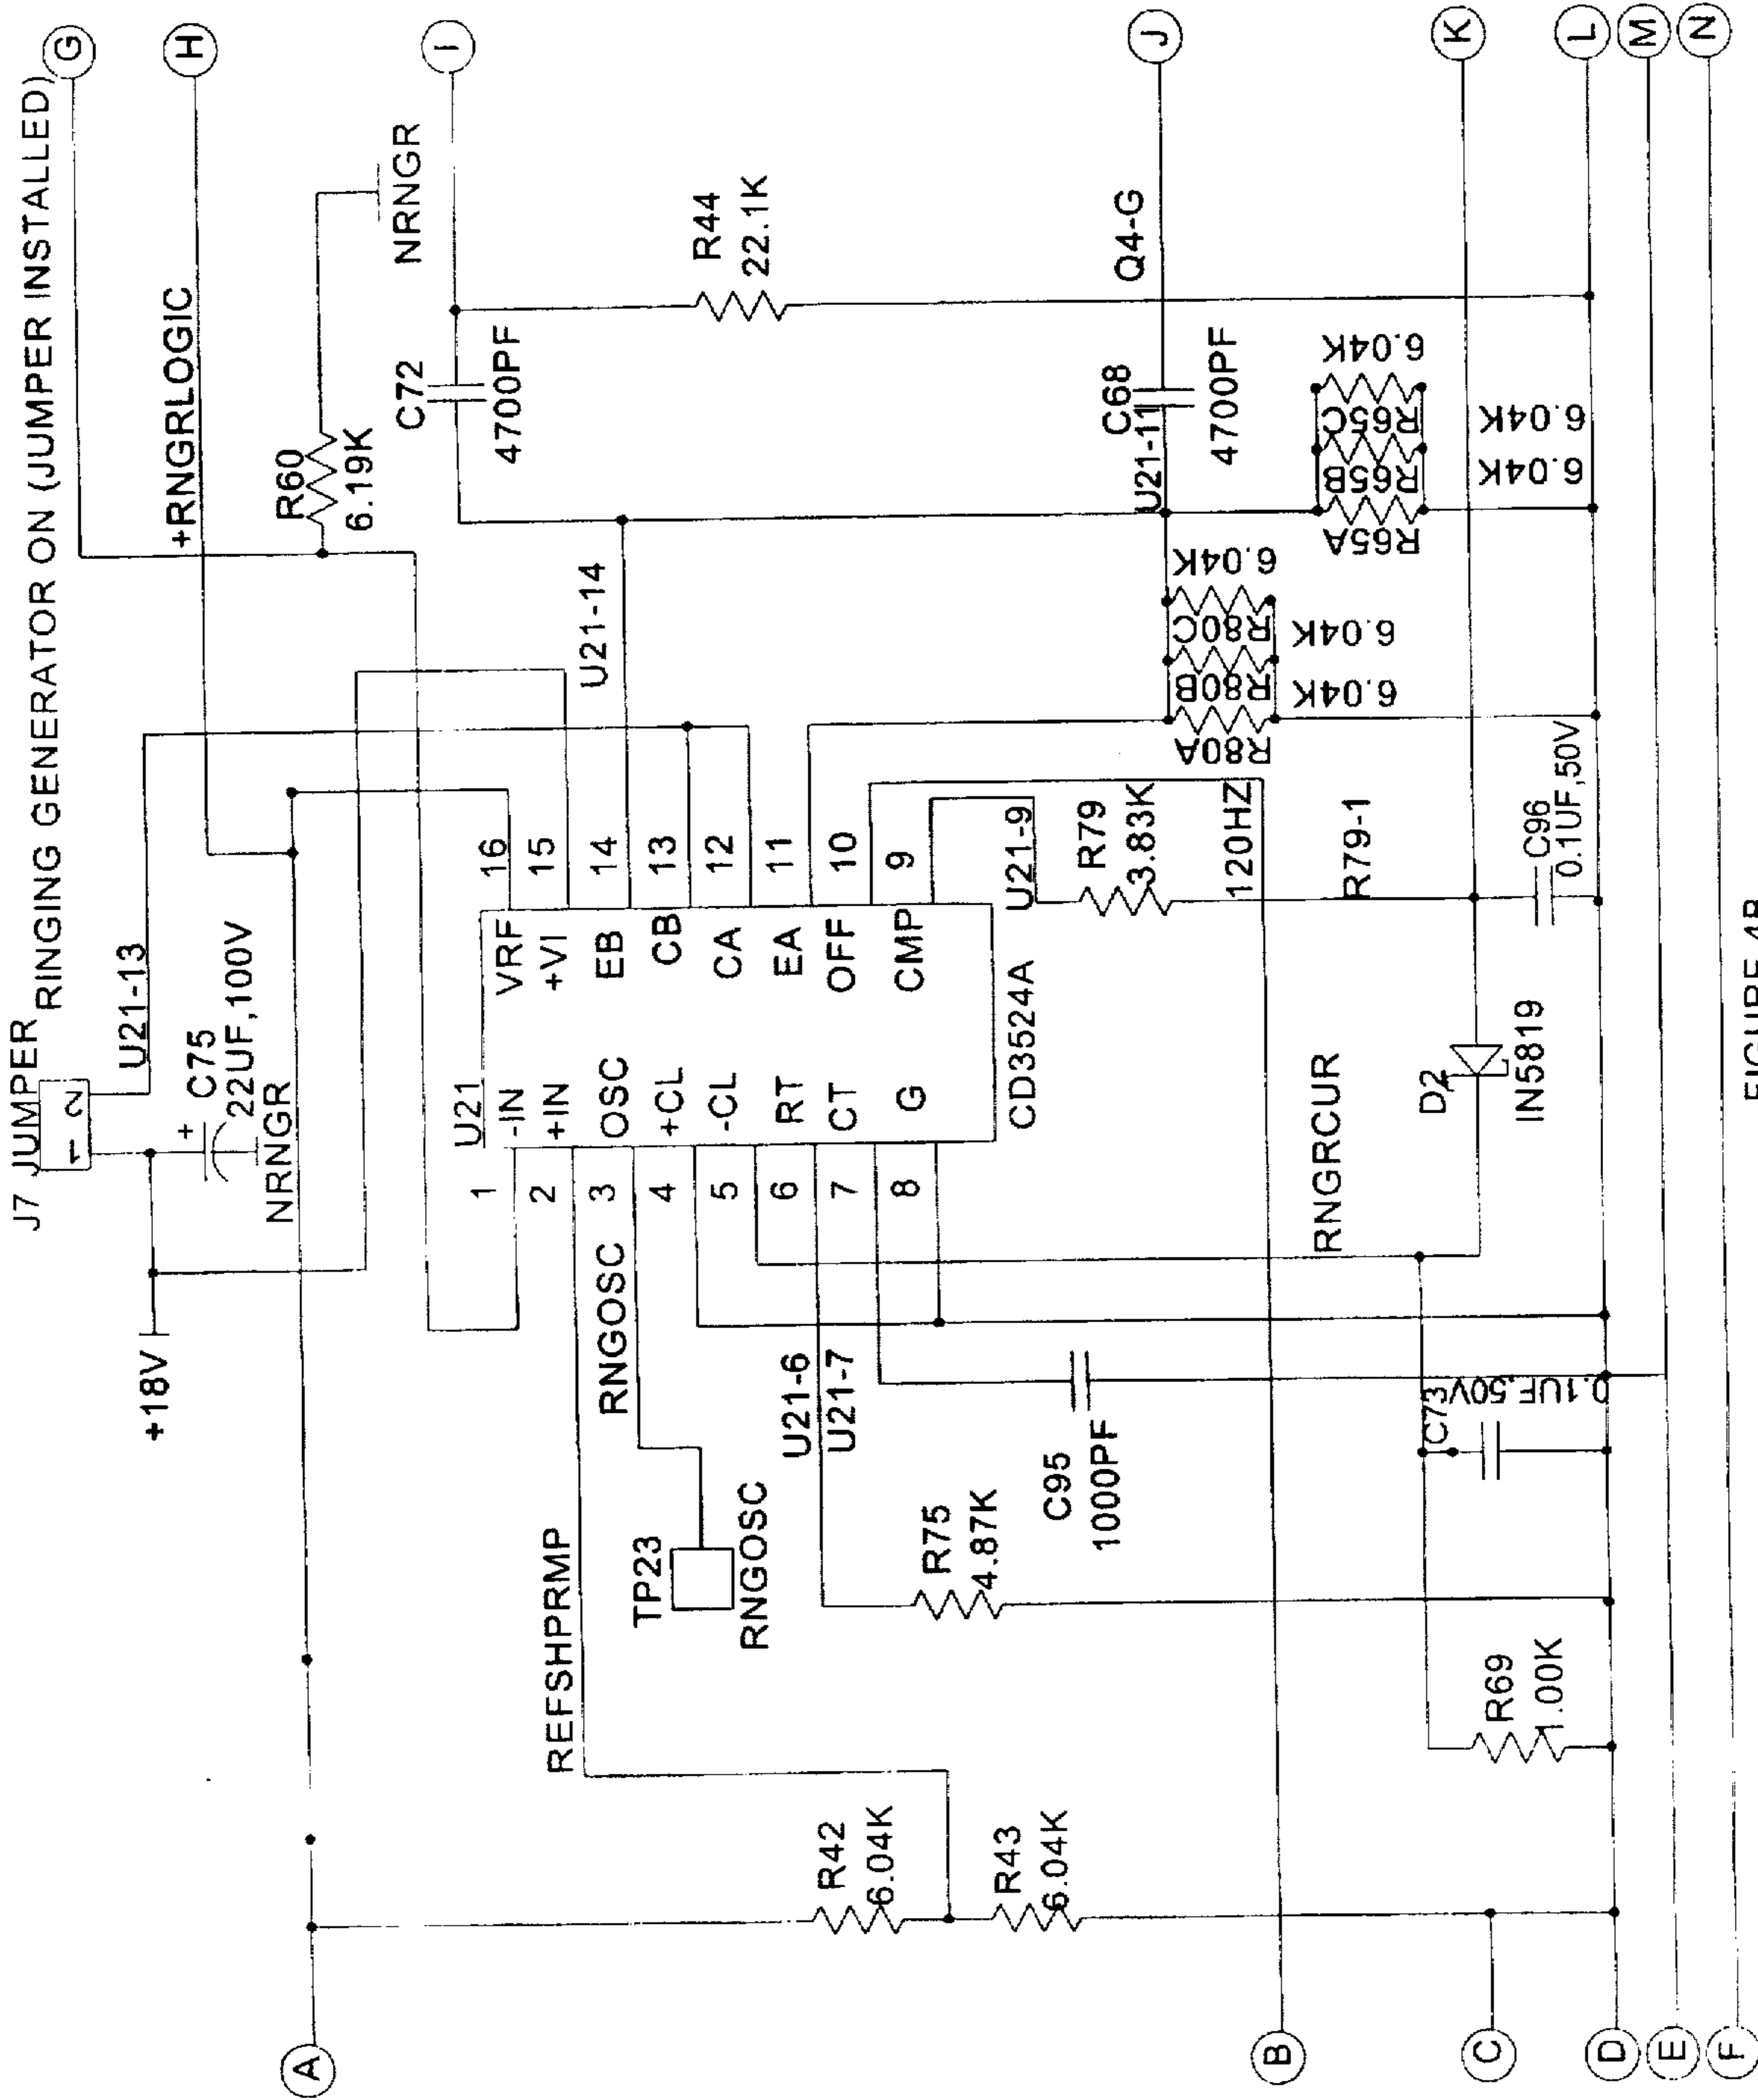 J7 JUMPER
RINGING GENERATOR ON (JUMPER INSTALLED)
1 2
U21-13
+18V
+
C75
22UF,100V
NRNGR
+RNGRLOGIC
G
H
R60
6.19K
NRNGR
I
C72
4700PF
R44
22.1K
A
U21
1 -IN VRF 16
2 +IN +VI 15
3 OSC EB 14
4 +CL CB 13
5 -CL CA 12
6 RT EA 11
7 CT OFF 10
8 G CMP 9
CD3524A
U21-14
REFSHPRMP
RNGOSC
TP23
RNGOSC
U21-6
U21-7
R75
4.87K
C95
1000PF
R42
6.04K
R43
6.04K
U21-9
R79
3.83K
120HZ
R79-1
U21-11
C68
4700PF
Q4-G
J
R80A
R80B
R80C
6.04K
6.04K
6.04K
R65A
R65B
R65C
6.04K
6.04K
6.04K
B
RNGRCUR
D2
IN5819
K
C96
0.1UF,50V
C73
0.1UF,50V
R69
1.00K
C
D
E
F
L
M
N
FIGURE 4B